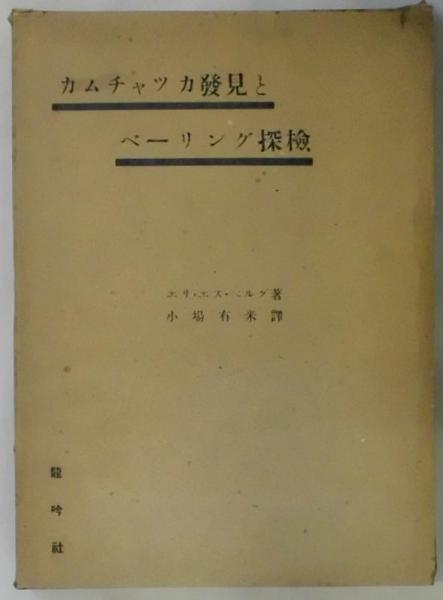 カムチャツカ發見と
ベーリング探檢
エリ・エス・ベルグ著
小場有米譯
龍吟社